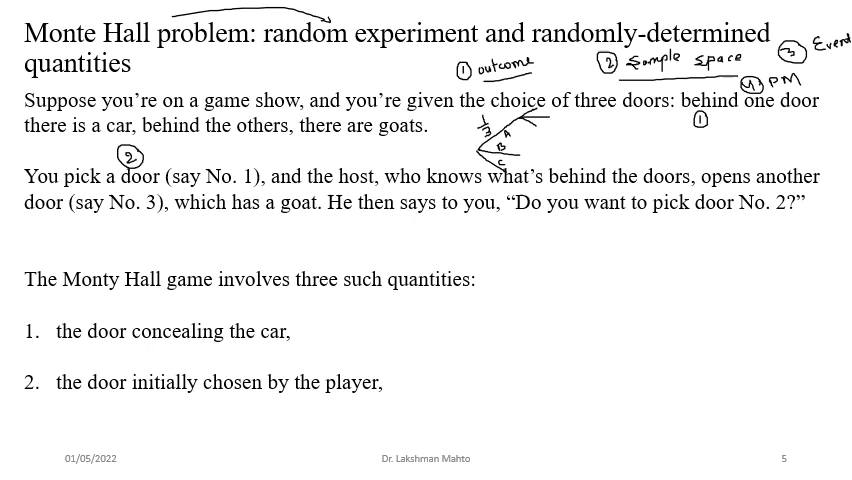 Monte Hall problem: random experiment and randomly-determined
quantities
① outcome
② Sample space
③ Event
④ PM
Suppose you're on a game show, and you're given the choice of three doors: behind one door
①
there is a car, behind the others, there are goats.
1/3
A
B
C
②
You pick a door (say No. 1), and the host, who knows what's behind the doors, opens another
door (say No. 3), which has a goat. He then says to you, “Do you want to pick door No. 2?”
The Monty Hall game involves three such quantities:
1. the door concealing the car,
2. the door initially chosen by the player,
01/05/2022
Dr. Lakshman Mahto
5